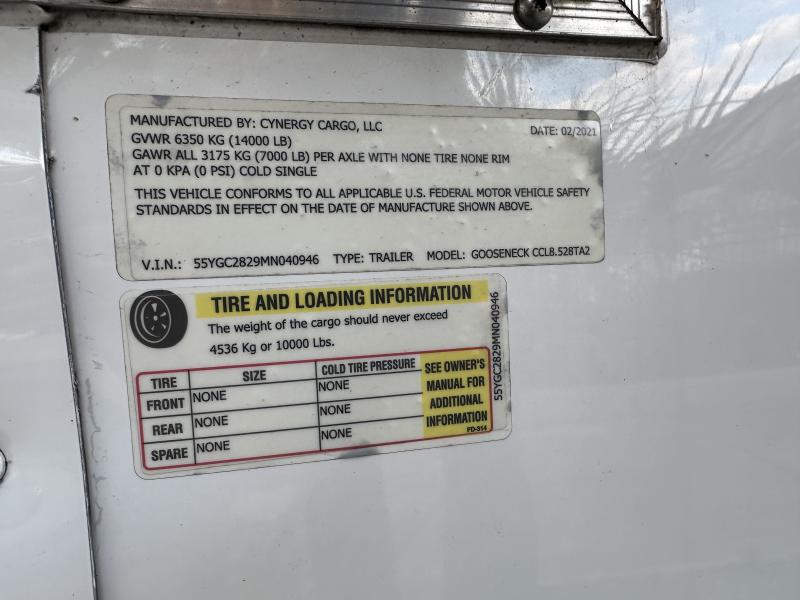 MANUFACTURED BY: CYNERGY CARGO, LLC DATE: 02/2021
GVWR 6350 KG (14000 LB)
GAWR ALL 3175 KG (7000 LB) PER AXLE WITH NONE TIRE NONE RIM
AT 0 KPA (0 PSI) COLD SINGLE
THIS VEHICLE CONFORMS TO ALL APPLICABLE U.S. FEDERAL MOTOR VEHICLE SAFETY
STANDARDS IN EFFECT ON THE DATE OF MANUFACTURE SHOWN ABOVE.
V.I.N.: 55YGC2829MN040946 TYPE: TRAILER MODEL: GOOSENECK CCL8.528TA2
TIRE AND LOADING INFORMATION
The weight of the cargo should never exceed
4536 Kg or 10000 Lbs.
TIRE SIZE COLD TIRE PRESSURE
FRONT NONE NONE
REAR NONE NONE
SPARE NONE NONE
SEE OWNER'S
MANUAL FOR
ADDITIONAL
INFORMATION
FD-314
55YGC2829MN040946